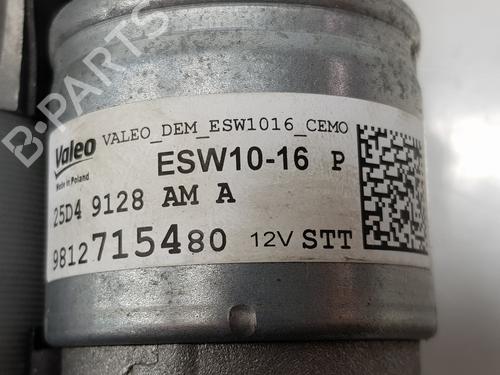 B-PARTS
Valeo VALEO_DEM_ESW1016_CEMO
Made in Poland ESW10-16 P
25D4 9128 AM A
9812715480 12V STT